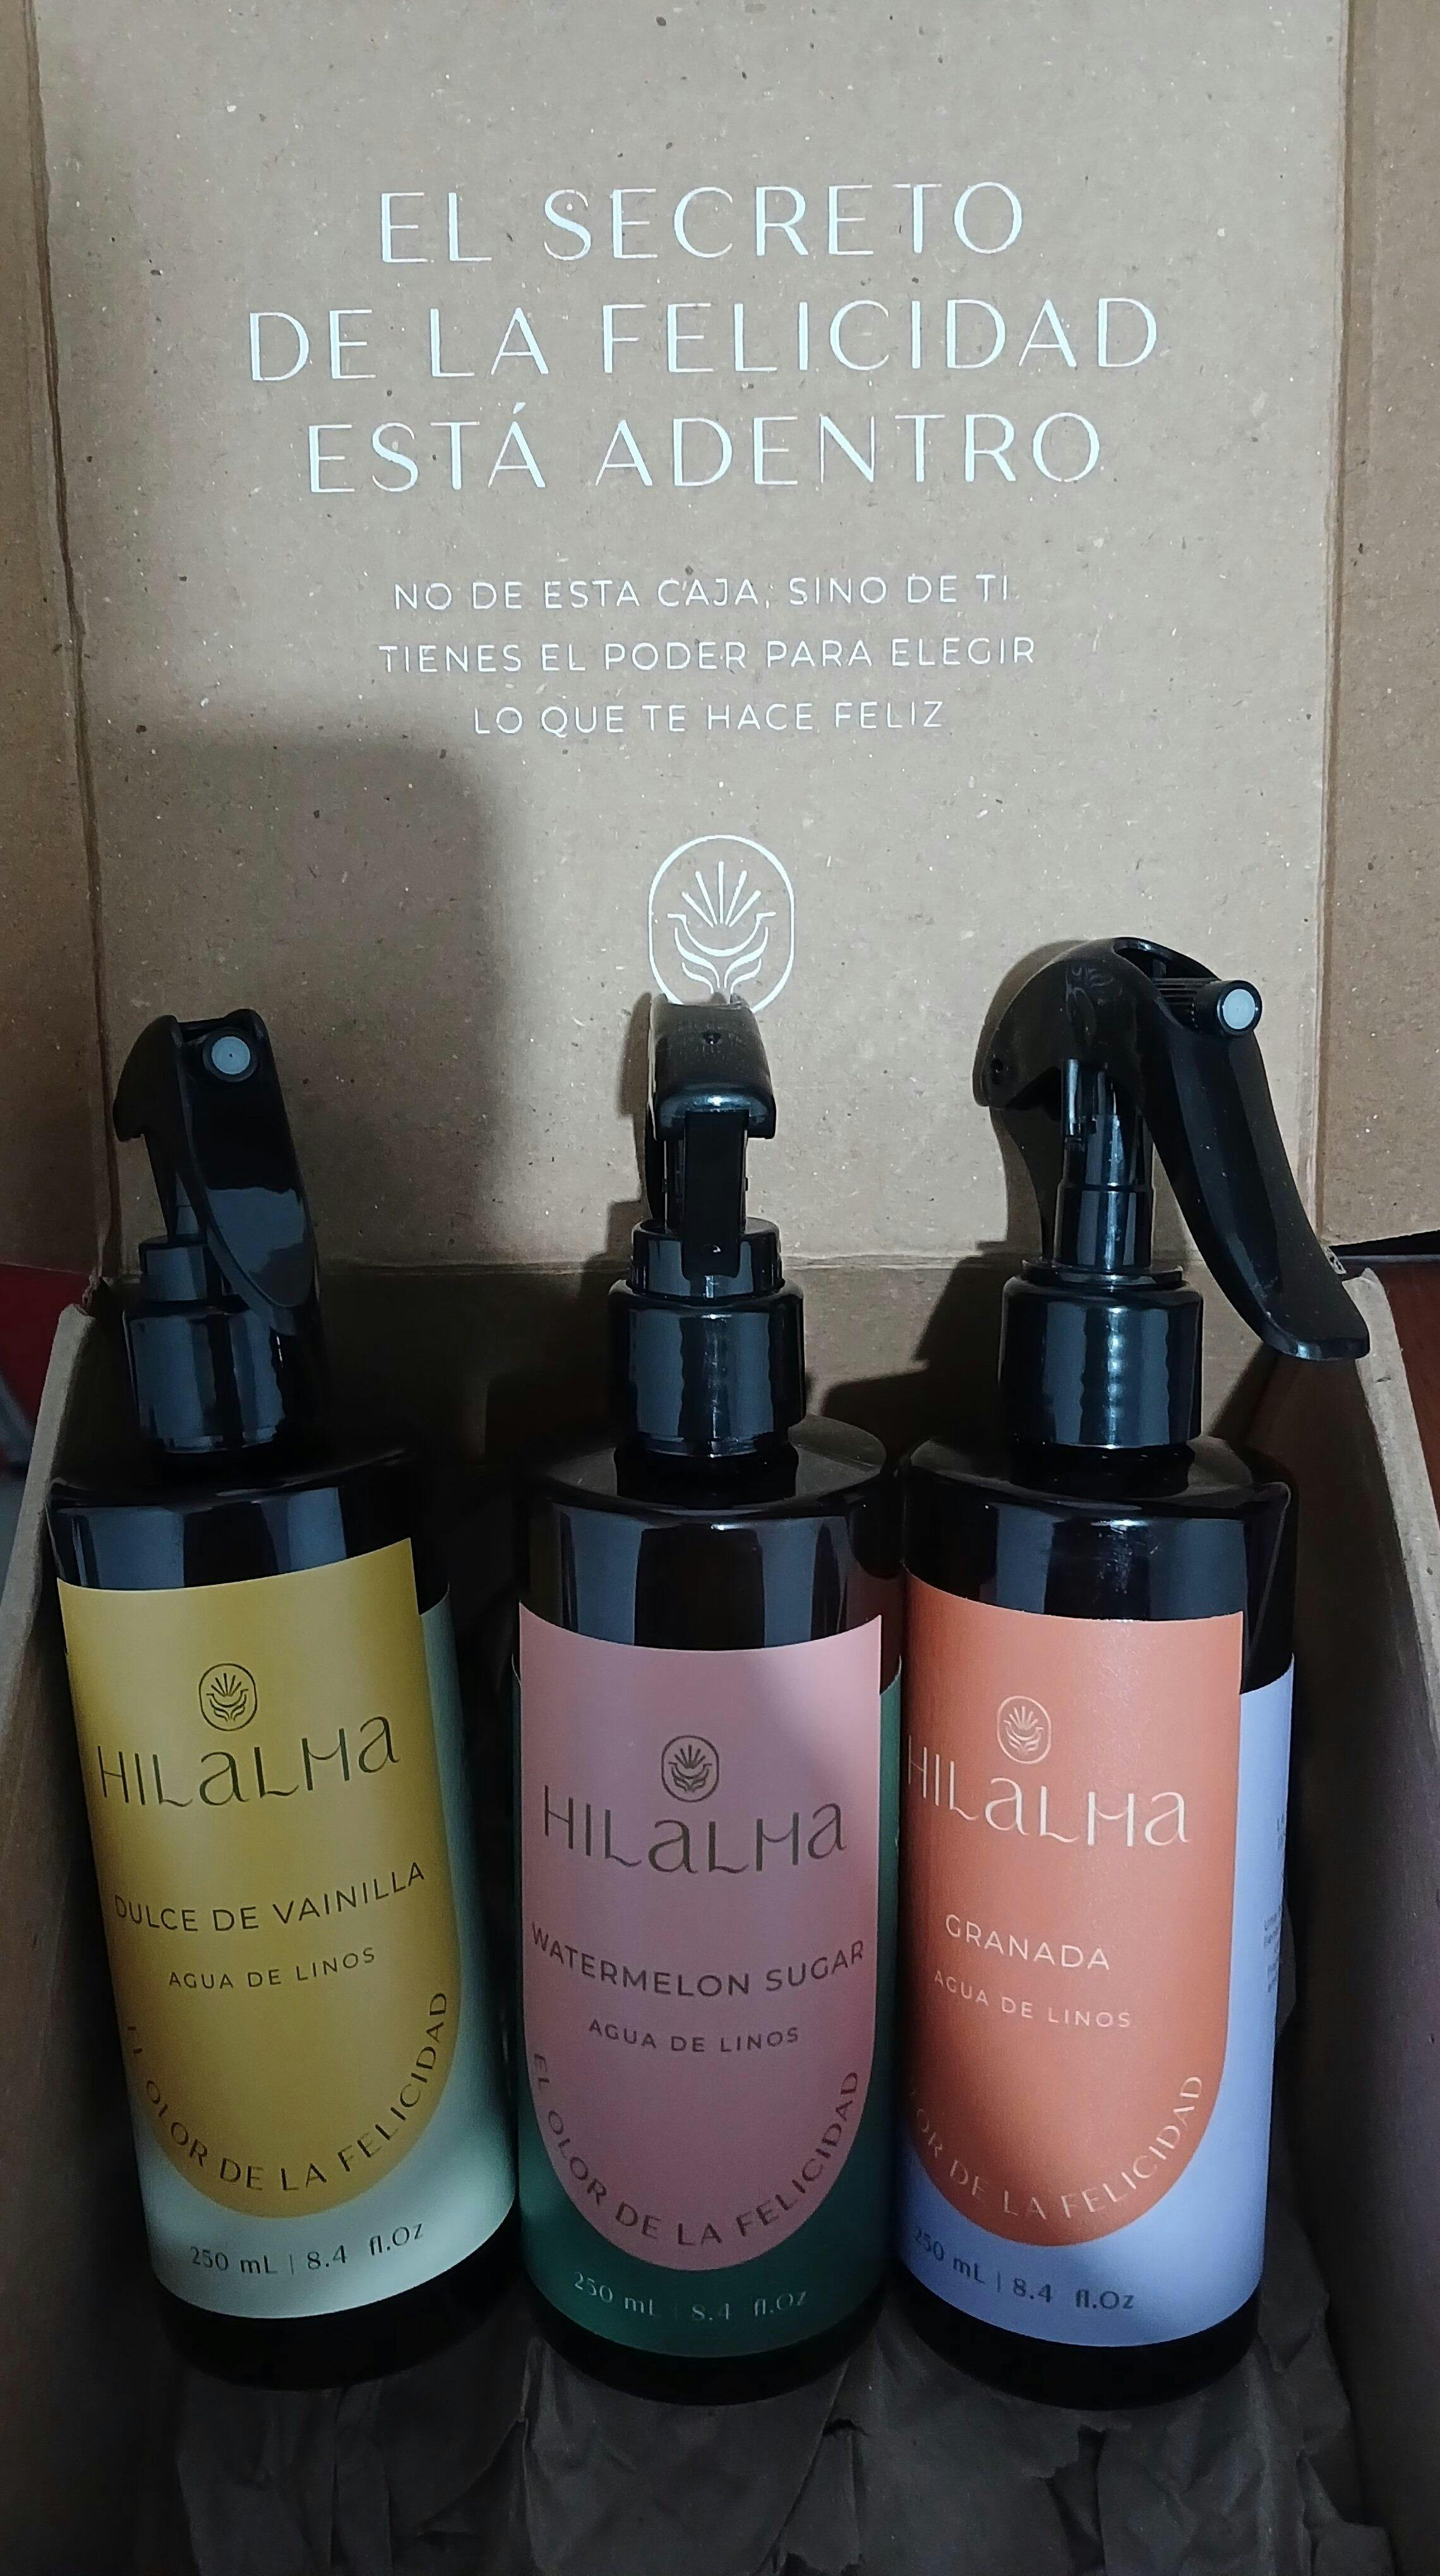 EL SECRETO
DE LA FELICIDAD
ESTÁ ADENTRO
NO DE ESTA CAJA, SINO DE TI
TIENES EL PODER PARA ELEGIR
LO QUE TE HACE FELIZ
HILALMA
DULCE DE VAINILLA
AGUA DE LINOS
EL OLOR DE LA FELICIDAD
250 mL | 8.4 fl.Oz
HILALMA
WATERMELON SUGAR
AGUA DE LINOS
EL OLOR DE LA FELICIDAD
250 mL | 8.4 fl.Oz
HILALMA
GRANADA
AGUA DE LINOS
OLOR DE LA FELICIDAD
250 mL | 8.4 fl.Oz